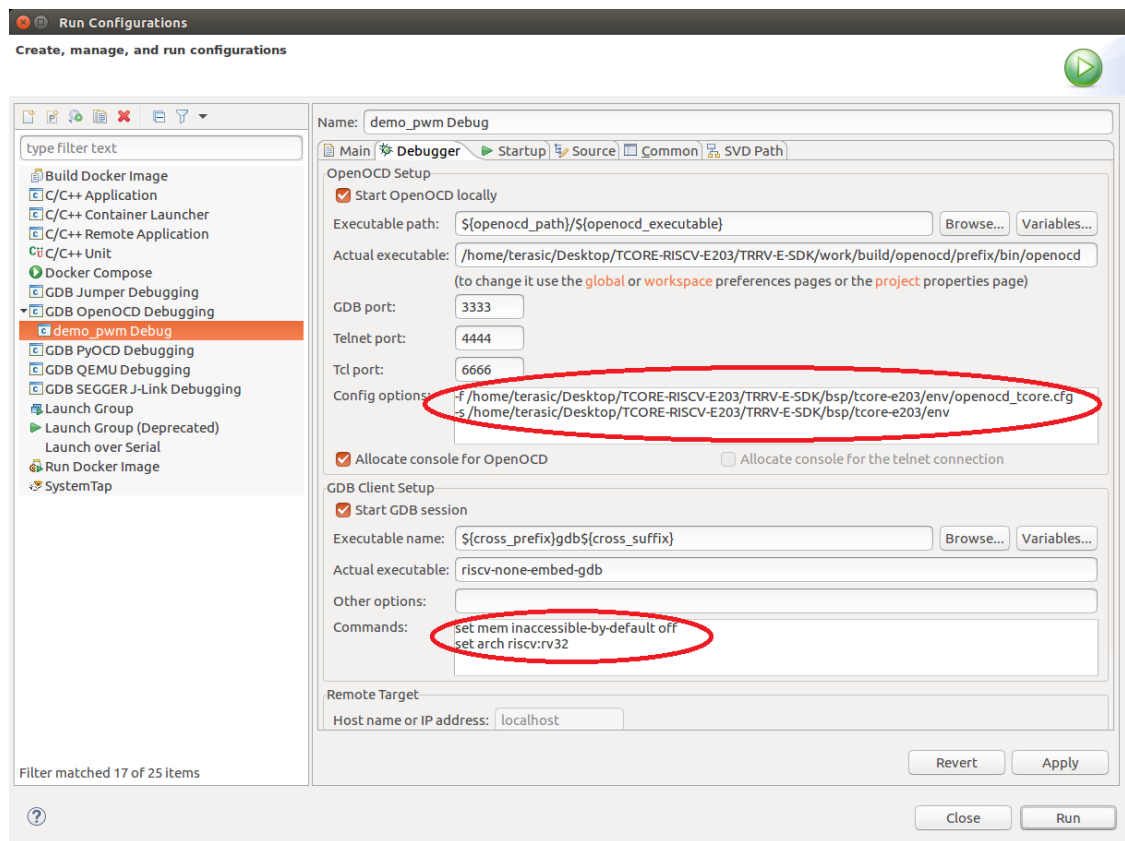 Run Configurations
Create, manage, and run configurations
Name: demo_pwm Debug
type filter text
Build Docker Image
C/C++ Application
C/C++ Container Launcher
C/C++ Remote Application
C/C++ Unit
Docker Compose
GDB Jumper Debugging
GDB OpenOCD Debugging
demo_pwm Debug
GDB PyOCD Debugging
GDB QEMU Debugging
GDB SEGGER J-Link Debugging
Launch Group
Launch Group (Deprecated)
Launch over Serial
Run Docker Image
SystemTap
Filter matched 17 of 25 items
Main Debugger Startup Source Common SVD Path
OpenOCD Setup
Start OpenOCD locally
Executable path: ${openocd_path}/${openocd_executable} Browse... Variables...
Actual executable: /home/terasic/Desktop/TCORE-RISCV-E203/TRRV-E-SDK/work/build/openocd/prefix/bin/openocd
(to change it use the global or workspace preferences pages or the project properties page)
GDB port: 3333
Telnet port: 4444
Tcl port: 6666
Config options: -f /home/terasic/Desktop/TCORE-RISCV-E203/TRRV-E-SDK/bsp/tcore-e203/env/openocd_tcore.cfg
-s /home/terasic/Desktop/TCORE-RISCV-E203/TRRV-E-SDK/bsp/tcore-e203/env
Allocate console for OpenOCD Allocate console for the telnet connection
GDB Client Setup
Start GDB session
Executable name: ${cross_prefix}gdb${cross_suffix} Browse... Variables...
Actual executable: riscv-none-embed-gdb
Other options:
Commands: set mem inaccessible-by-default off
set arch riscv:rv32
Remote Target
Host name or IP address: localhost
Revert Apply
Close Run